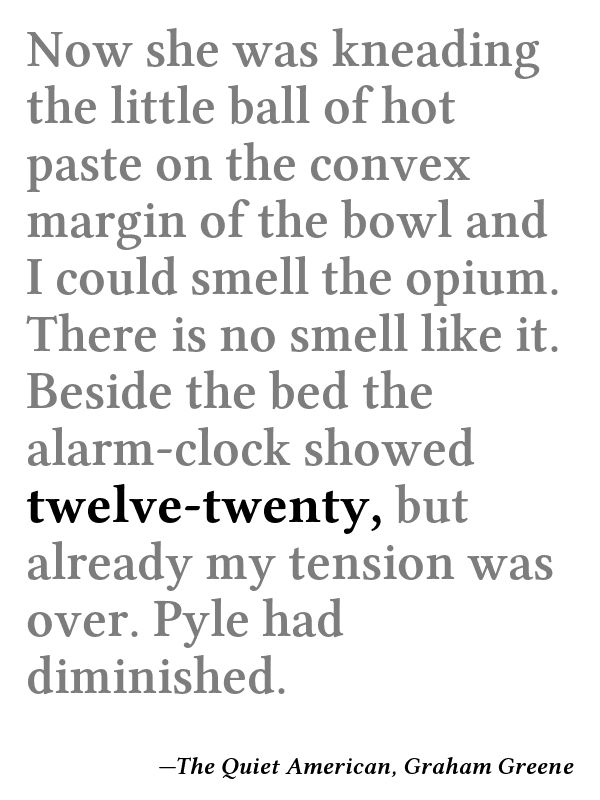 Now she was kneading
the little ball of hot
paste on the convex
margin of the bowl and
I could smell the opium.
There is no smell like it.
Beside the bed the
alarm-clock showed
twelve-twenty, but
already my tension was
over. Pyle had
diminished.
—The Quiet American, Graham Greene